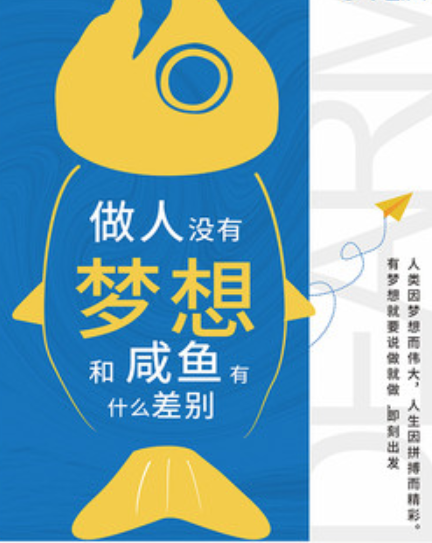 做人没有
梦想
和 咸鱼 有
什么差别
人类因梦想而伟大，人生因拼搏而精彩。
有梦想就要说做就做，即刻出发